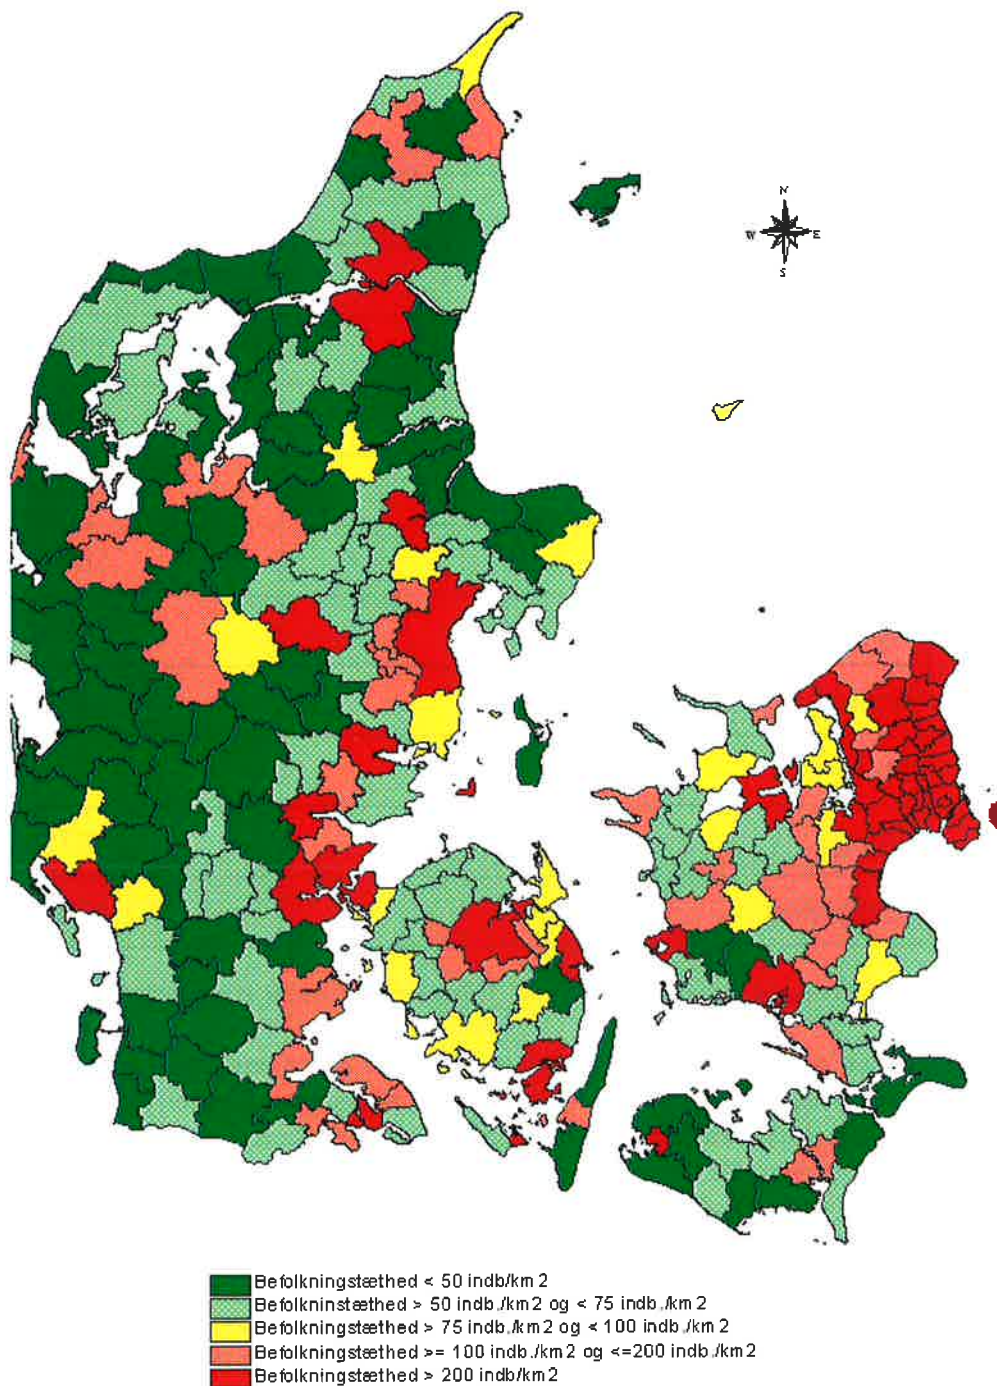 N
W E
S
Befolkningstæthed < 50 indb/km2
Befolkninstæthed > 50 indb./km2 og < 75 indb./km2
Befolkningstæthed > 75 indb./km2 og < 100 indb./km2
Befolkningstæthed >= 100 indb./km2 og <=200 indb./km2
Befolkningstæthed > 200 indb/km2